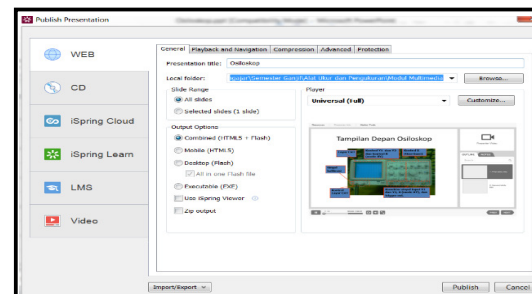 Publish Presentation
WEB
CD
iSpring Cloud
iSpring Learn
LMS
Video
General Playback and Navigation Compression Advanced Protection
Presentation title: Osiloskop
Local folder: ngajar\Semester Ganjil\Alat Ukur dan Pengukuran\Modul Multimedia Browse...
Slide Range
All slides
Selected slides (1 slide)
Output Options
Combined (HTML5 + Flash)
Mobile (HTML5)
Desktop (Flash)
All in one Flash file
Executable (EXE)
Use iSpring Viewer
Zip output
Player
Universal (Full) Customize...
Tampilan Depan Osiloskop
Import/Export
Publish Cancel